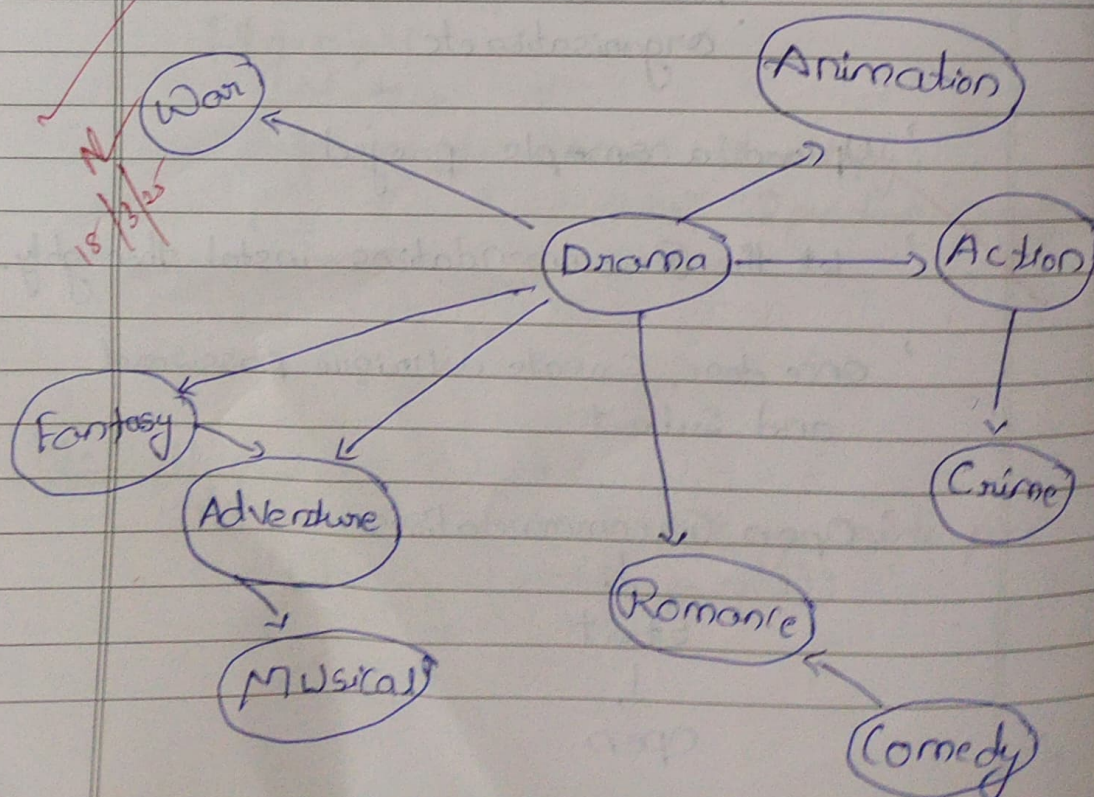 Animation
War
Drama
Action
18/3/25
Fantasy
Adventure
Crime
Romance
Musical
Comedy